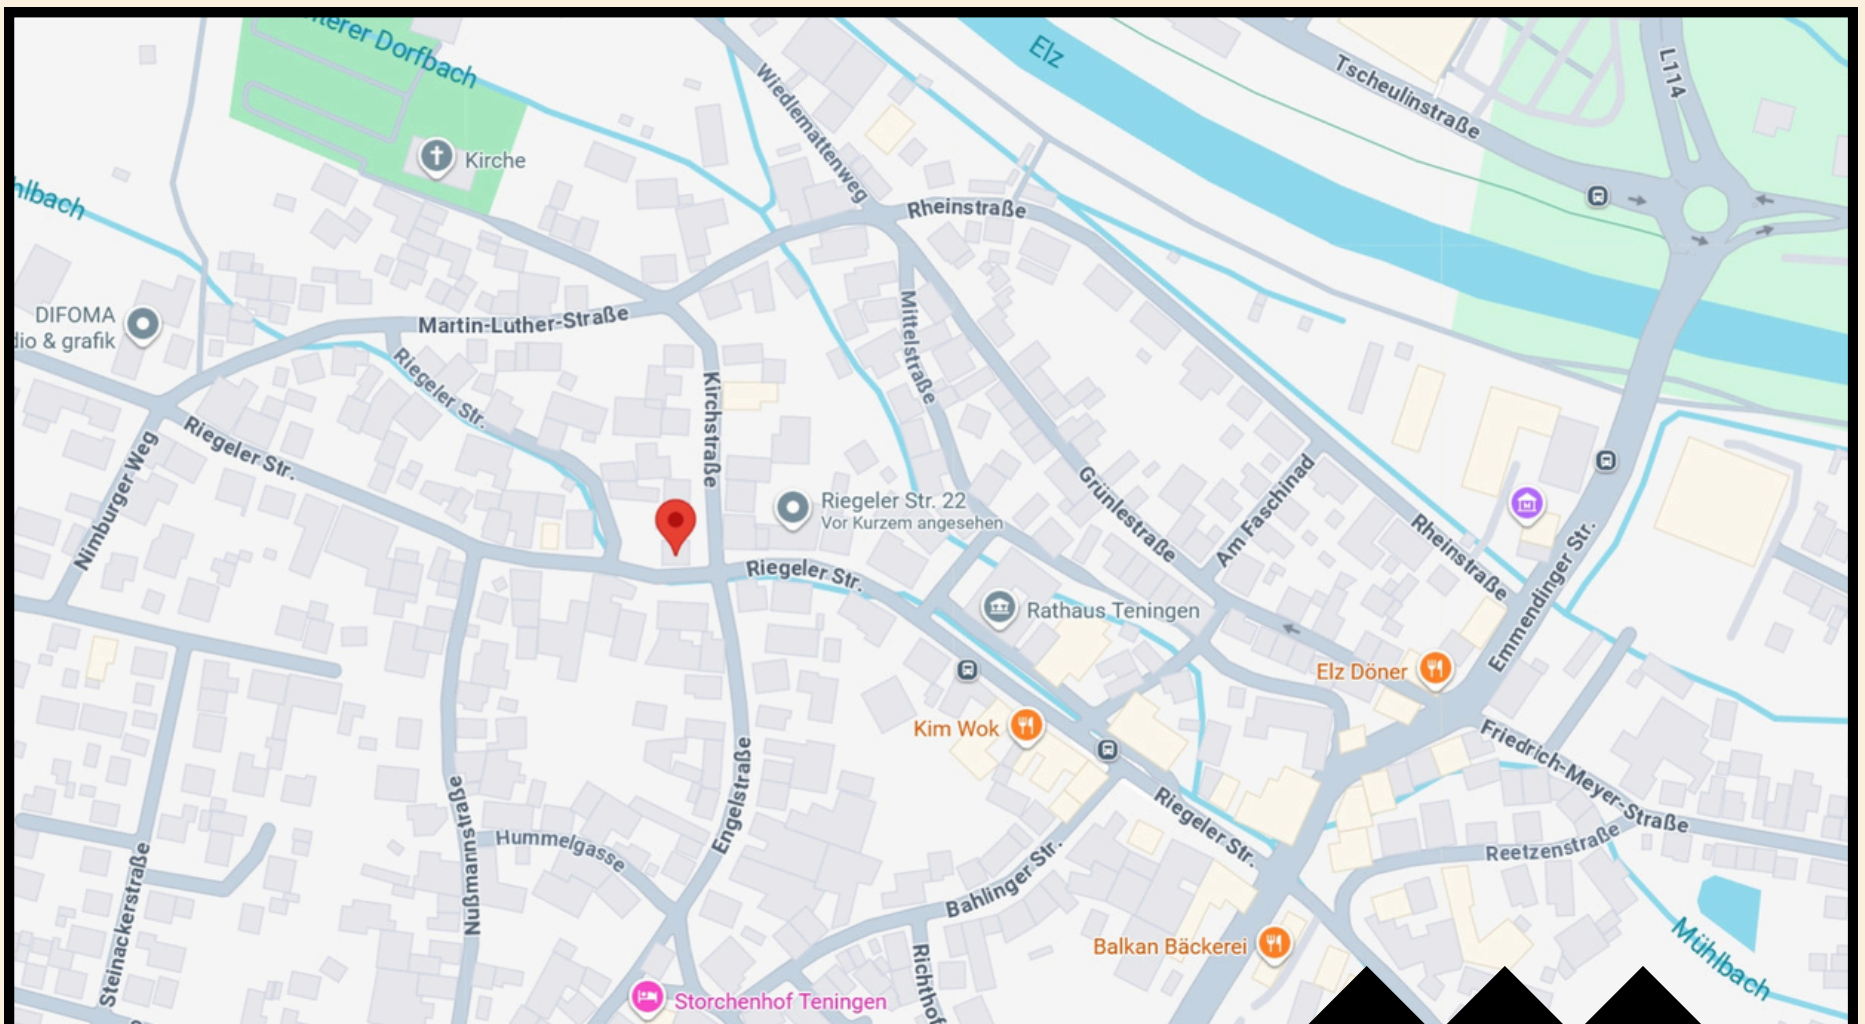 Elz
Tscheulinstraße
L114
Dorfbach
Wiedlemattenweg
Kirche
Rheinstraße
DIFOMA
& grafik
Martin-Luther-Straße
Mittelstraße
Riegeler Str.
Kirchstraße
Riegeler Str.
Nimburger Weg
Riegeler Str. 22
Vor Kurzem angesehen
Grünlestraße
Am Faschinad
Rheinstraße
Emmendinger Str.
Riegeler Str.
Rathaus Teningen
Elz Döner
Kim Wok
Friedrich-Meyer-Straße
Engelstraße
Nußmannstraße
Hummelgasse
Riegeler Str.
Reetzenstraße
Steinackerstraße
Bahlinger Str.
Balkan Bäckerei
Mühlbach
Storchenhof Teningen